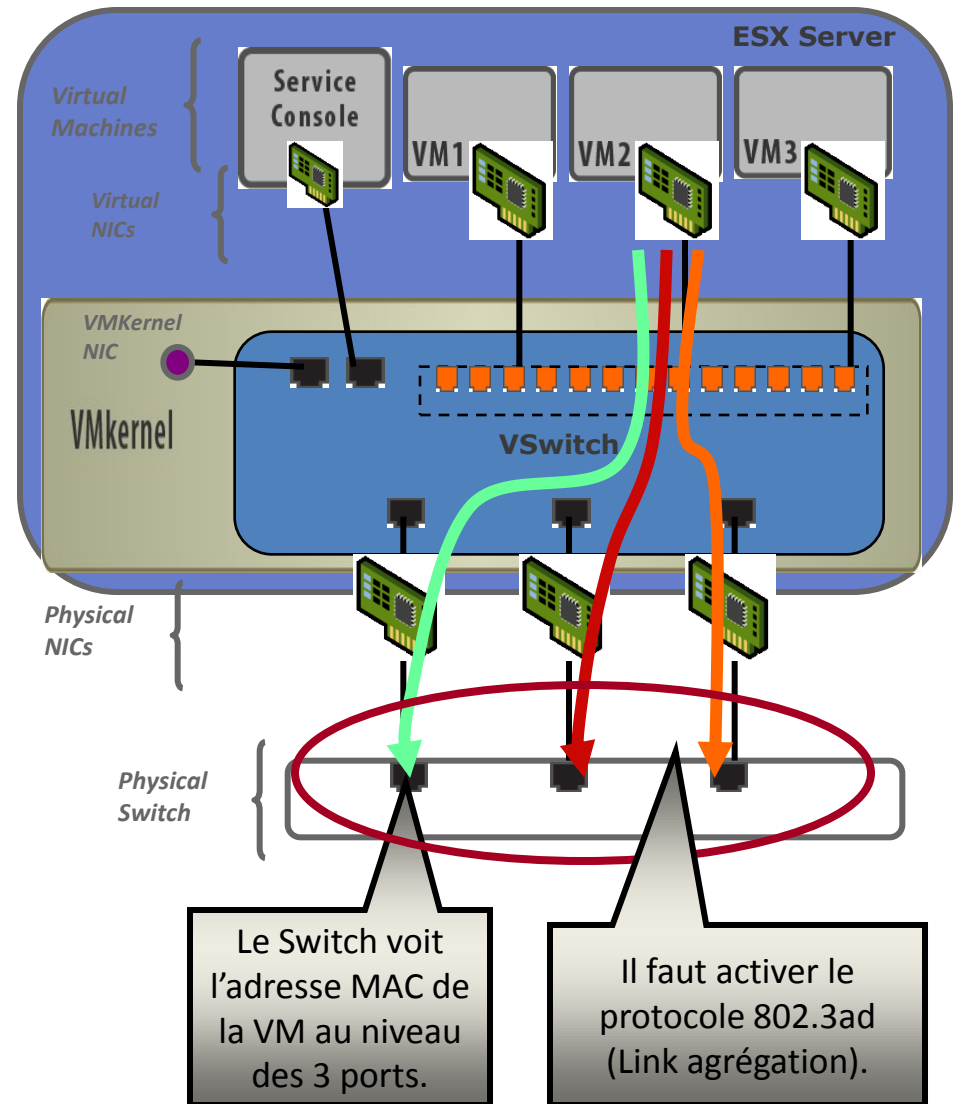 ESX Server
Virtual
Machines
Service
Console
VM1
VM2
VM3
Virtual
NICs
VMKernel
NIC
VMkernel
VSwitch
Physical
NICs
Physical
Switch
Le Switch voit
l’adresse MAC de
la VM au niveau
des 3 ports.
Il faut activer le
protocole 802.3ad
(Link agrégation).